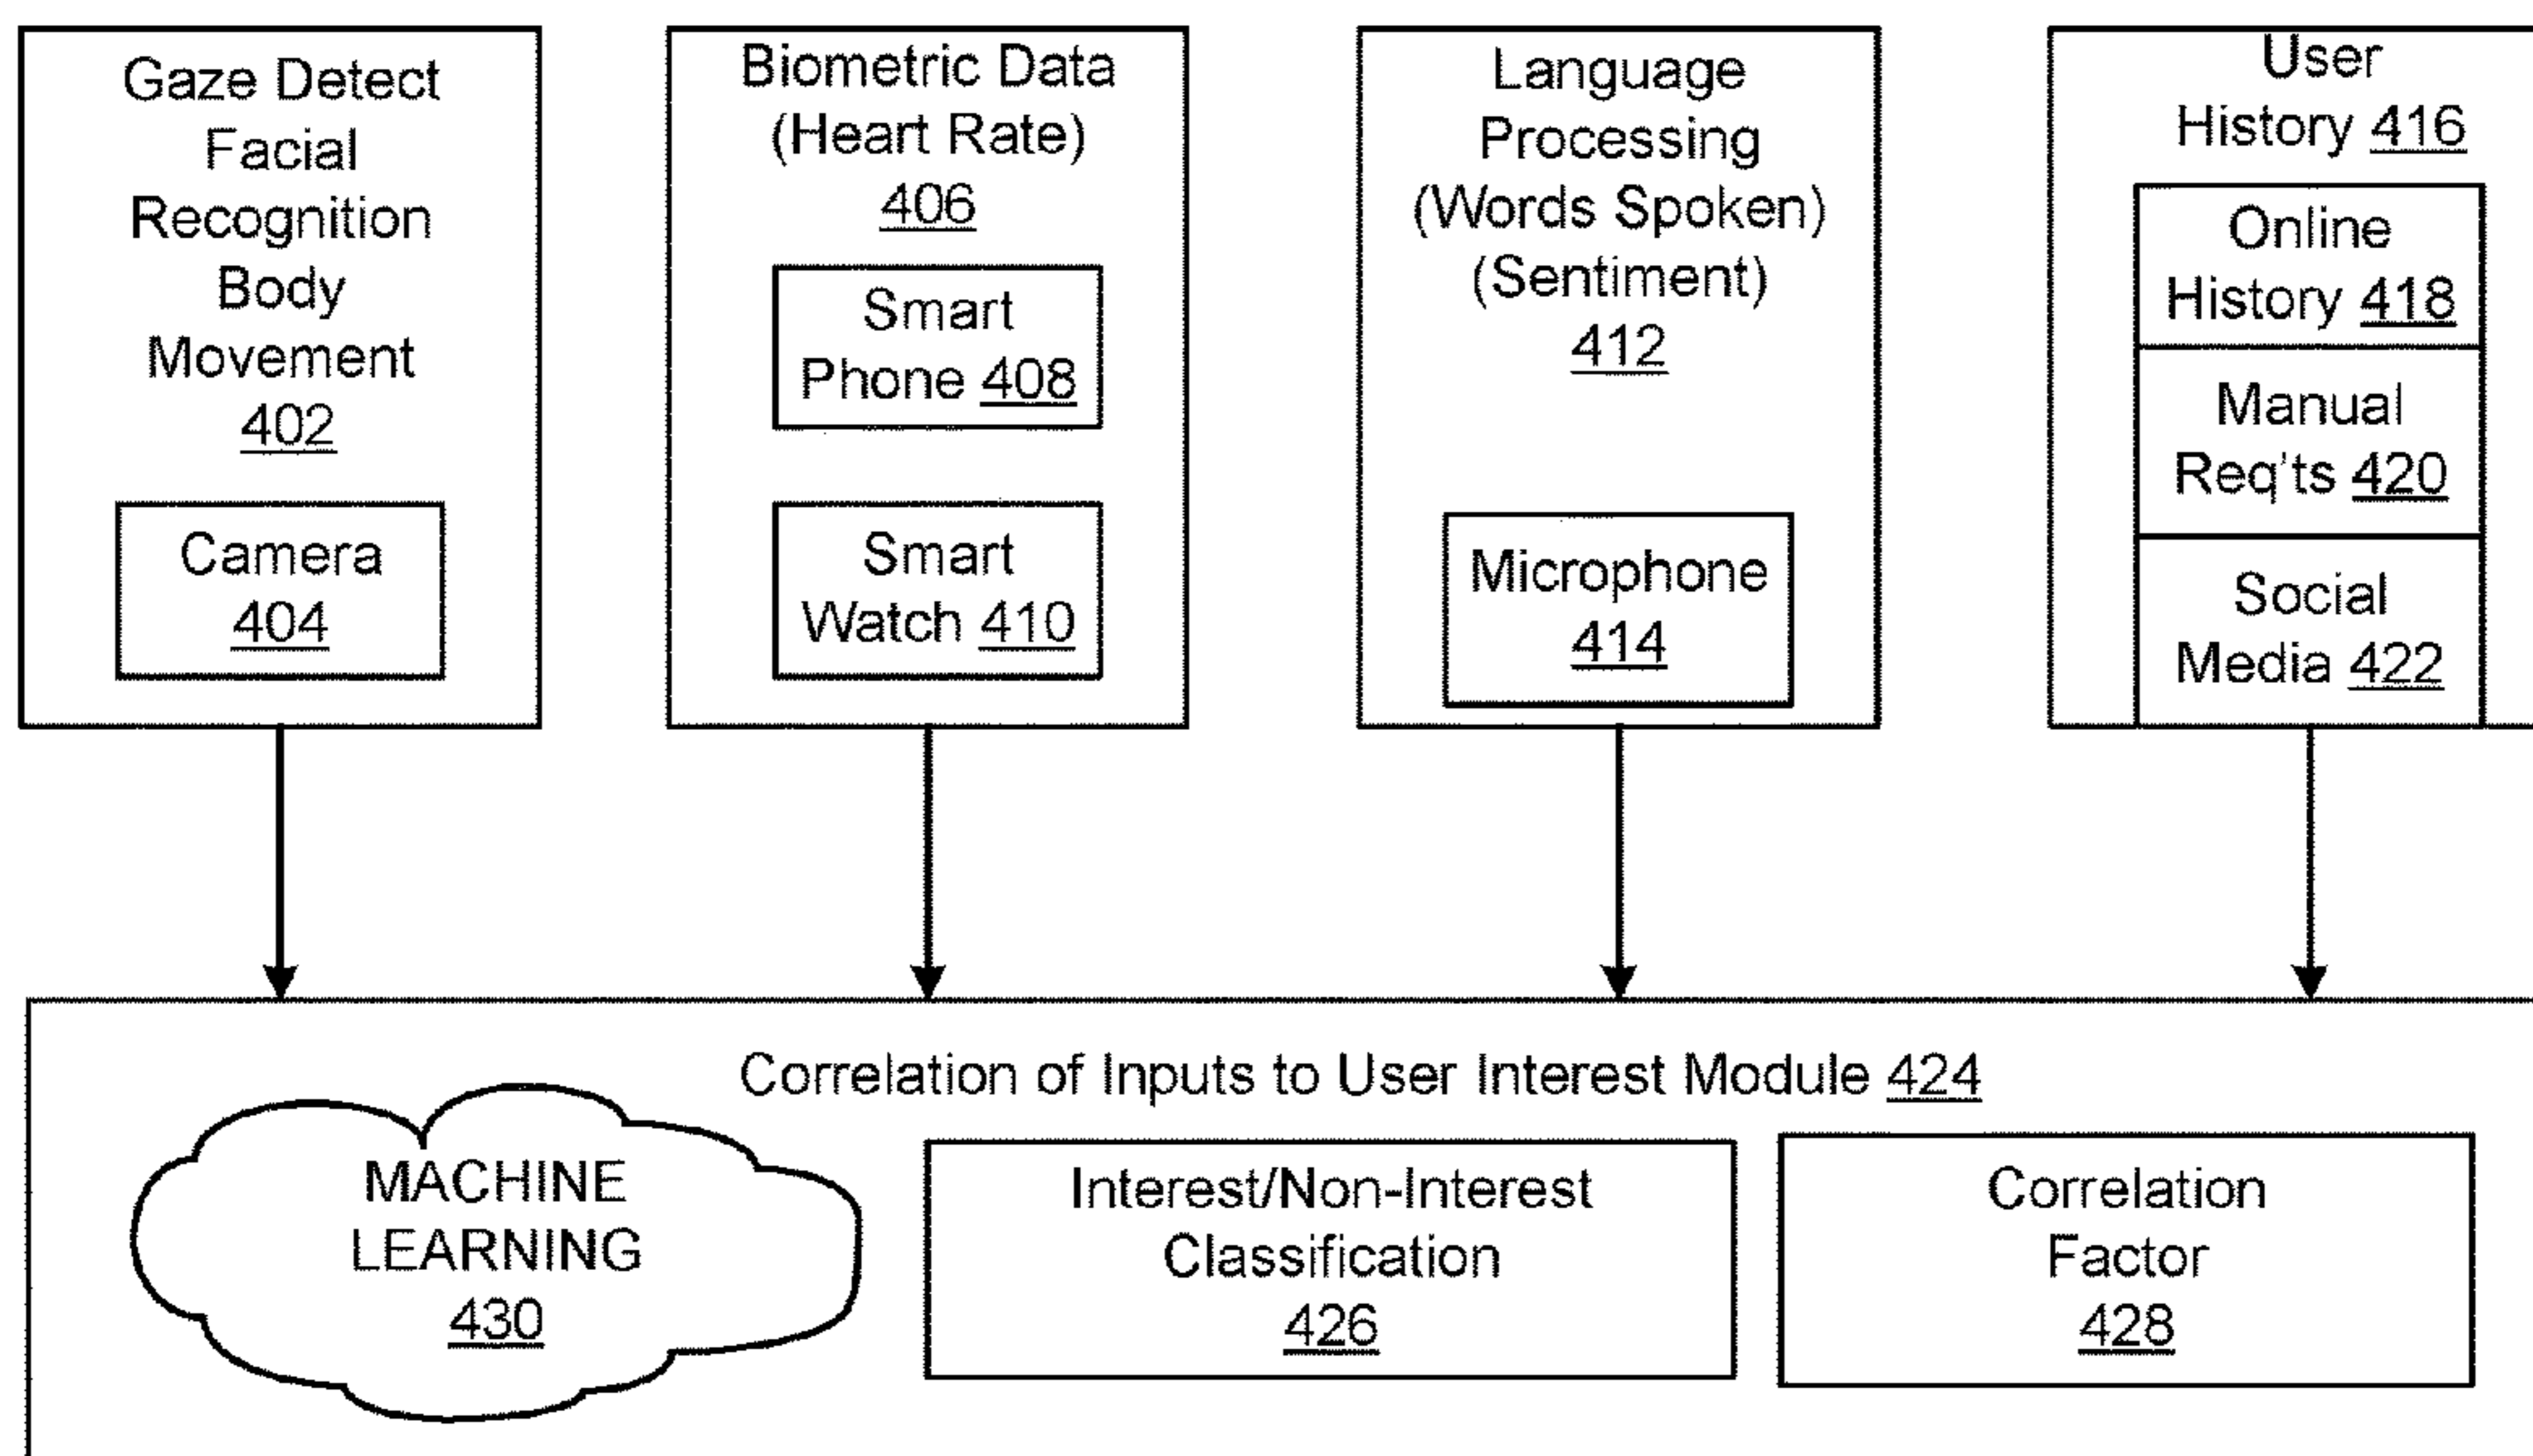 Gaze Detect
Facial
Recognition
Body
Movement
402
Camera
404
Biometric Data
(Heart Rate)
406
Smart
Phone 408
Smart
Watch 410
Language
Processing
(Words Spoken)
(Sentiment)
412
Microphone
414
User
History 416
Online
History 418
Manual
Req'ts 420
Social
Media 422
Correlation of Inputs to User Interest Module 424
MACHINE
LEARNING
430
Interest/Non-Interest
Classification
426
Correlation
Factor
428